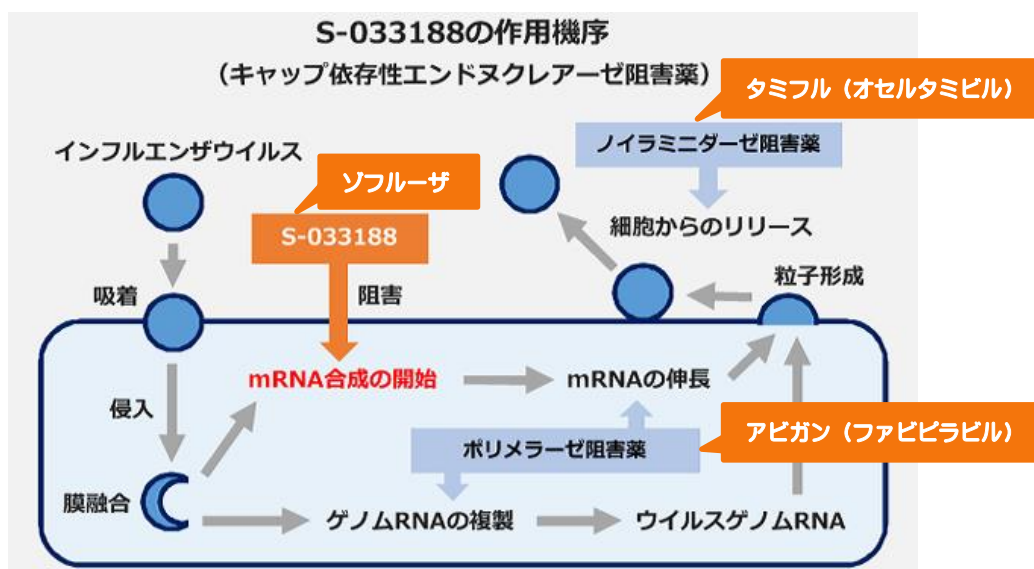 S-033188の作用機序
（キャップ依存性エンドヌクレアーゼ阻害薬）
タミフル（オセルタミビル）
ノイラミニダーゼ阻害薬
インフルエンザウイルス
ゾフルーザ
S-033188
細胞からのリリース
粒子形成
吸着
阻害
mRNA合成の開始
mRNAの伸長
侵入
アビガン（ファビピラビル）
ポリメラーゼ阻害薬
膜融合
ゲノムRNAの複製
ウイルスゲノムRNA